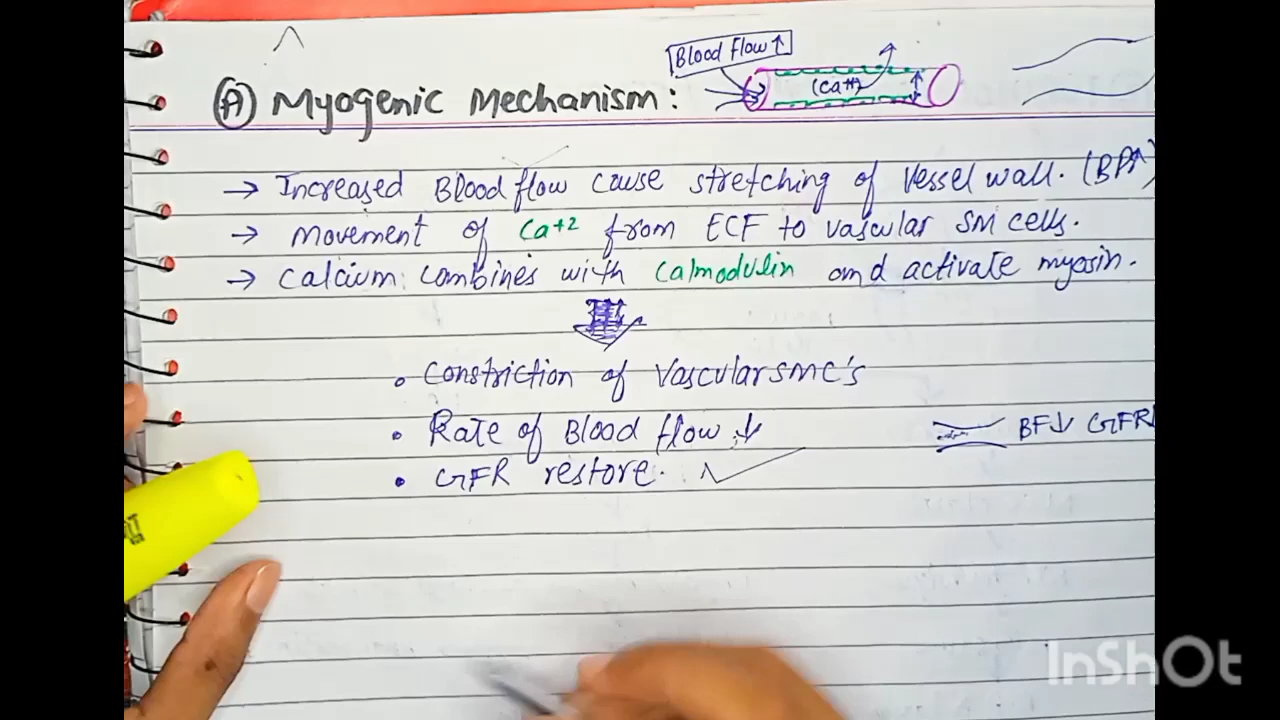 Blood flow ↑
(A) Myogenic Mechanism:
(Ca++)
→ Increased Blood flow cause stretching of Vessel wall. (BP↑)
→ Movement of Ca+2 from ECF to vascular SM cells.
→ Calcium: combines with Calmodulin and activate myosin.
• Constriction of Vascular SMC's
• Rate of Blood flow ↓
BF↓ GFR↓
• GFR restore.
InShOt